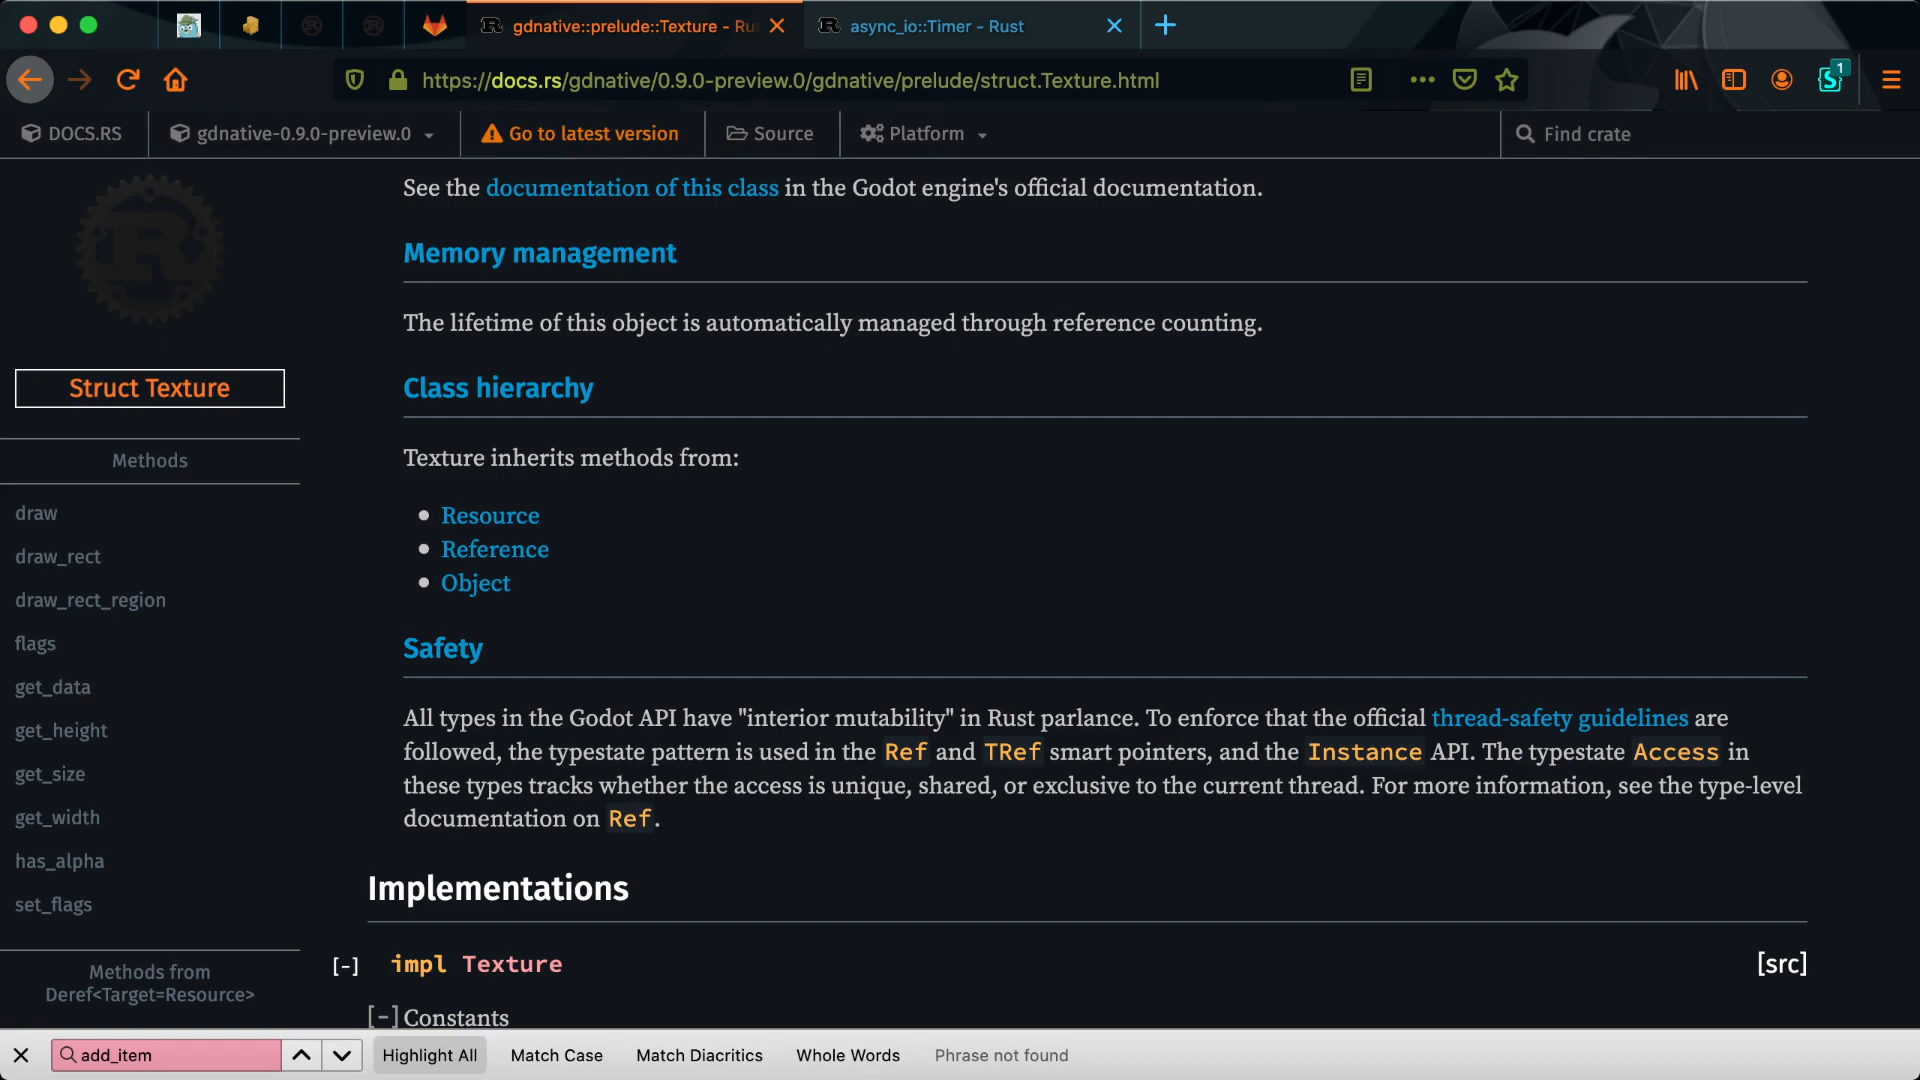 gdnative::prelude::Texture - Ru
async_io::Timer - Rust
https://docs.rs/gdnative/0.9.0-preview.0/gdnative/prelude/struct.Texture.html
1
DOCS.RS
gdnative-0.9.0-preview.0
Go to latest version
Source
Platform
Find crate
Struct Texture
Methods
draw
draw_rect
draw_rect_region
flags
get_data
get_height
get_size
get_width
has_alpha
set_flags
Methods from
Deref<Target=Resource>
See the documentation of this class in the Godot engine's official documentation.
Memory management
The lifetime of this object is automatically managed through reference counting.
Class hierarchy
Texture inherits methods from:
• Resource
• Reference
• Object
Safety
All types in the Godot API have "interior mutability" in Rust parlance. To enforce that the official thread-safety guidelines are
followed, the typestate pattern is used in the Ref and TRef smart pointers, and the Instance API. The typestate Access in
these types tracks whether the access is unique, shared, or exclusive to the current thread. For more information, see the type-level
documentation on Ref.
Implementations
[-] impl Texture [src]
[-] Constants
add_item
Highlight All
Match Case
Match Diacritics
Whole Words
Phrase not found